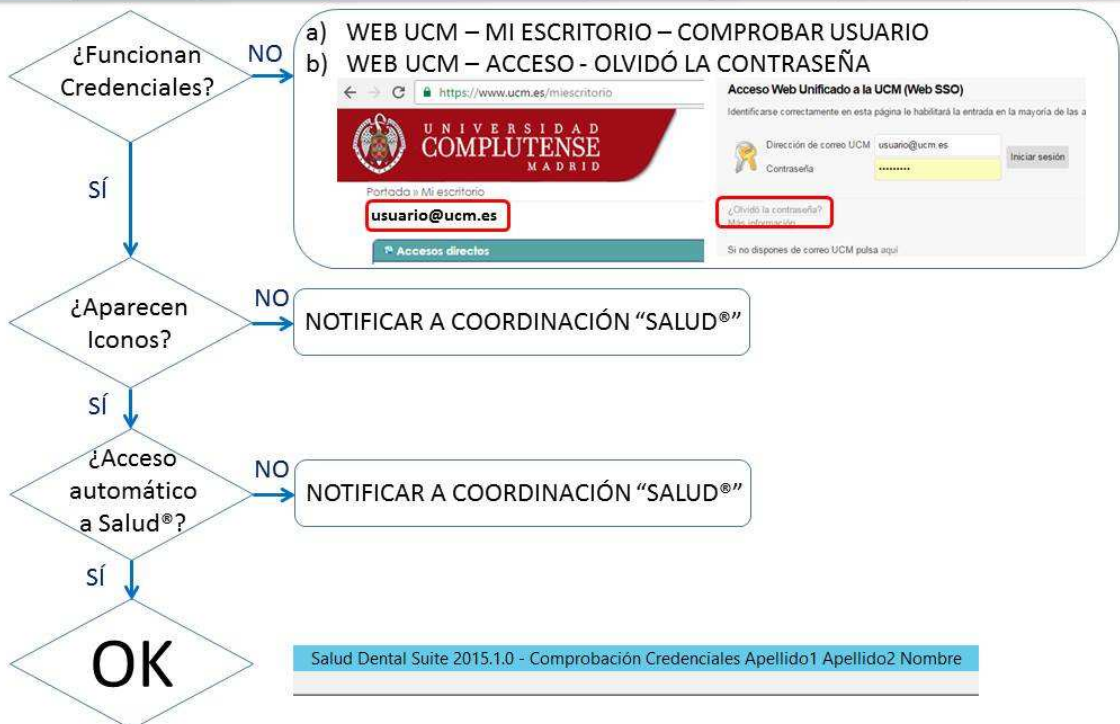 ¿Funcionan
Credenciales?
NO
a) WEB UCM – MI ESCRITORIO – COMPROBAR USUARIO
b) WEB UCM – ACCESO - OLVIDÓ LA CONTRASEÑA
https://www.ucm.es/miescritorio
UNIVERSIDAD
COMPLUTENSE
MADRID
Portada » Mi escritorio
usuario@ucm.es
Accesos directos
Acceso Web Unificado a la UCM (Web SSO)
Identificarse correctamente en esta página le habilitará la entrada en la mayoría de las a
Dirección de correo UCM usuario@ucm.es
Contraseña •••••••••
Iniciar sesión
¿Olvidó la contraseña?
Más información
Si no dispones de correo UCM pulsa aquí
SÍ
¿Aparecen
Iconos?
NO
NOTIFICAR A COORDINACIÓN “SALUD®”
SÍ
¿Acceso
automático
a Salud®?
NO
NOTIFICAR A COORDINACIÓN “SALUD®”
SÍ
OK
Salud Dental Suite 2015.1.0 - Comprobación Credenciales Apellido1 Apellido2 Nombre